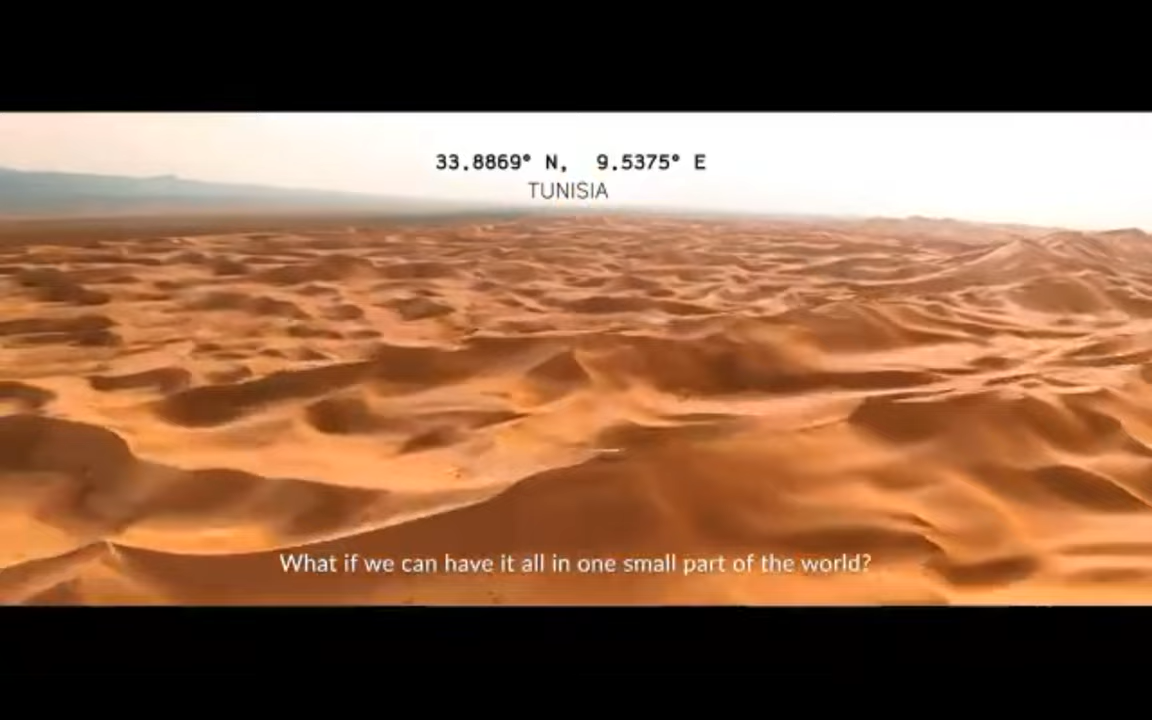 33.8869° N, 9.5375° E
TUNISIA
What if we can have it all in one small part of the world?